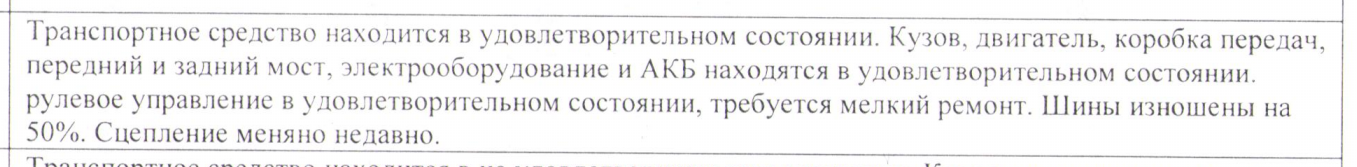 Транспортное средство находится в удовлетворительном состоянии. Кузов, двигатель, коробка передач,
передний и задний мост, электрооборудование и АКБ находятся в удовлетворительном состоянии.
рулевое управление в удовлетворительном состоянии, требуется мелкий ремонт. Шины изношены на
50%. Сцепление меняно недавно.